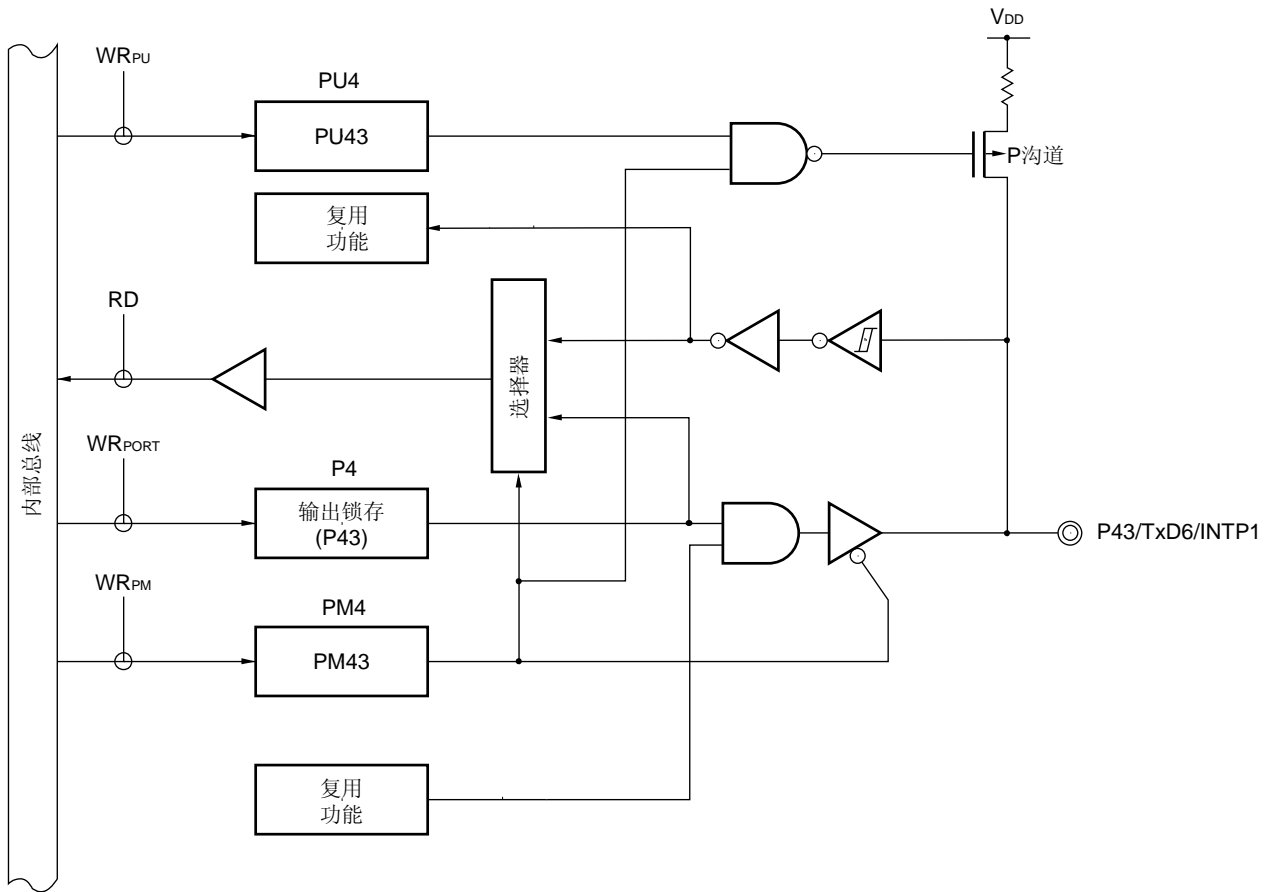 VDD
WRPU
PU4
PU43
P沟道
复用
功能
RD
选择器
内部总线
WRPORT
P4
输出锁存
(P43)
P43/TxD6/INTP1
WRPM
PM4
PM43
复用
功能